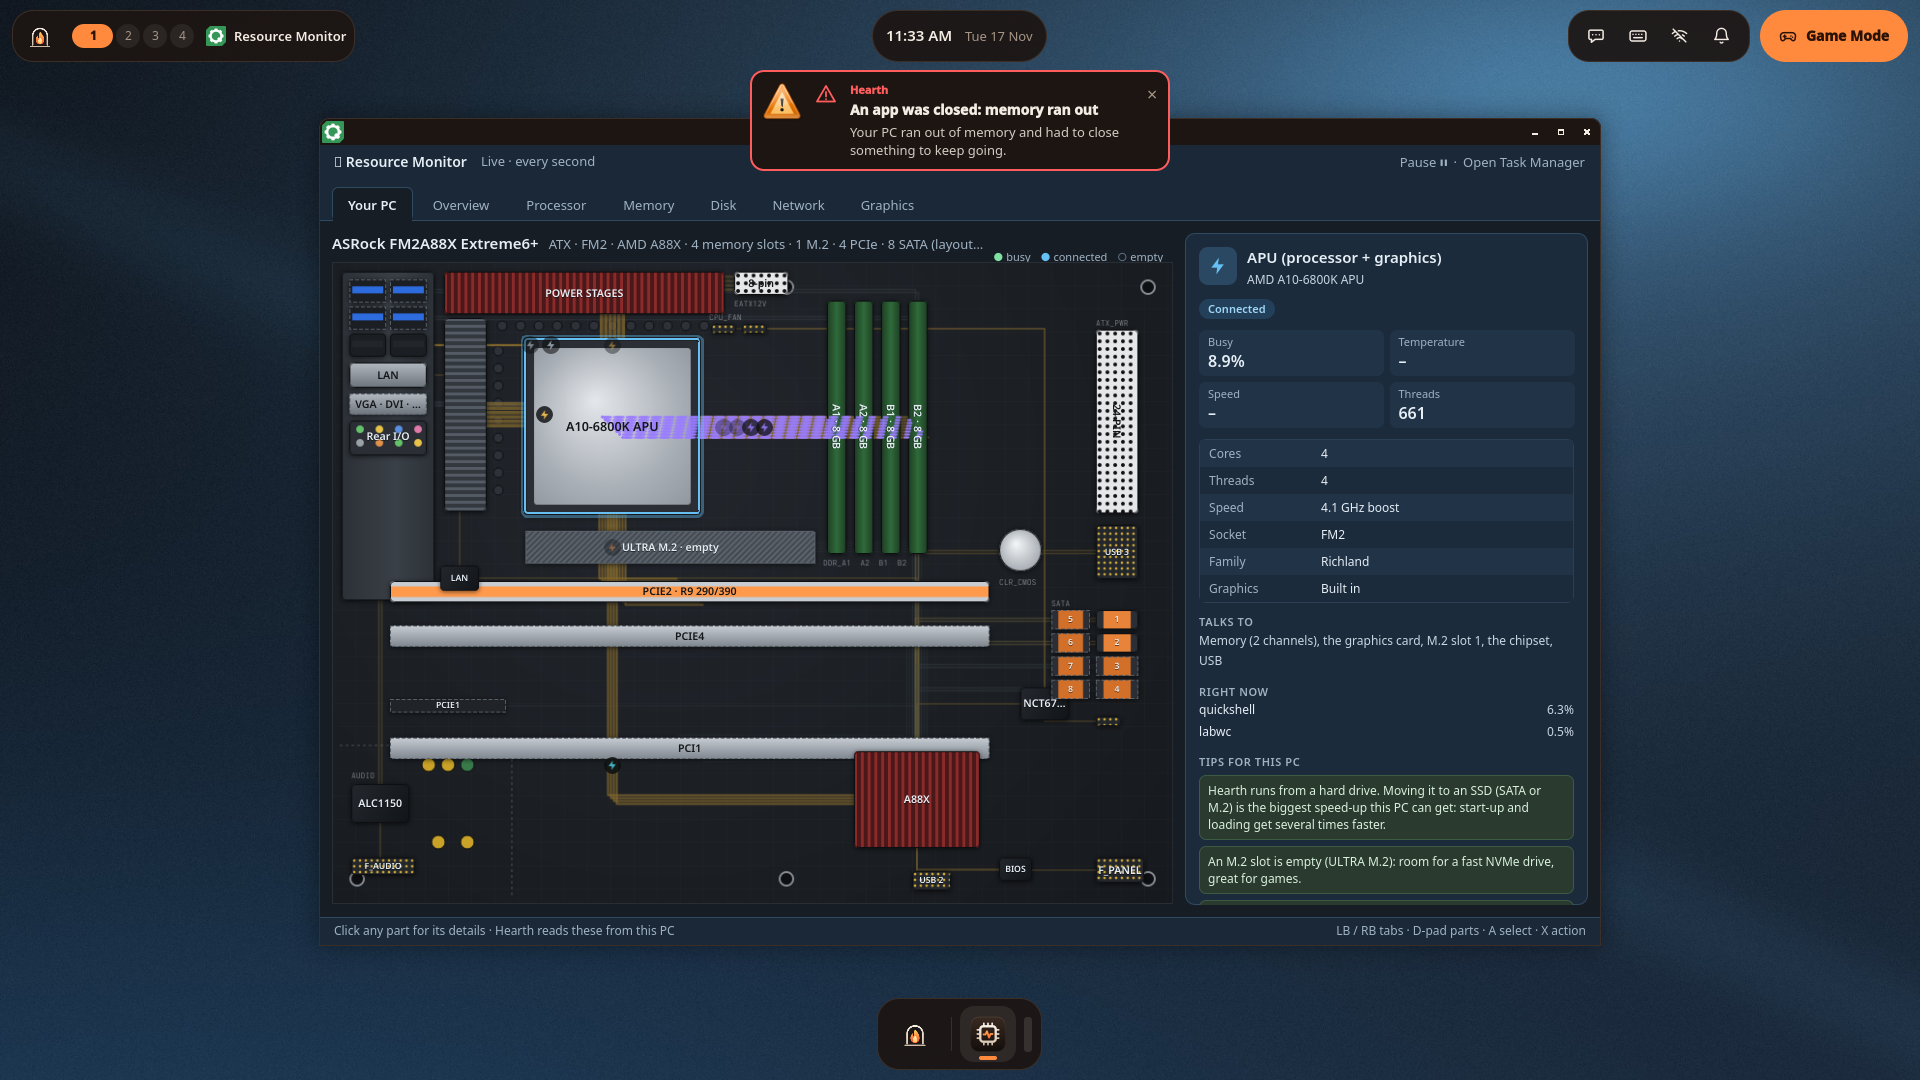 1 2 3 4 Resource Monitor
11:33 AM Tue 17 Nov
Game Mode
Hearth
An app was closed: memory ran out
Your PC ran out of memory and had to close
something to keep going.
Resource Monitor Live · every second
Pause · Open Task Manager
Your PC Overview Processor Memory Disk Network Graphics
ASRock FM2A88X Extreme6+ ATX · FM2 · AMD A88X · 4 memory slots · 1 M.2 · 4 PCIe · 8 SATA (layout...
busy connected empty
POWER STAGES
8-pin
EATX12V
CPU_FAN
ATX_PWR
LAN
VGA · DVI · ...
Rear I/O
A10-6800K APU
A1 · 8 GB
A2 · 8 GB
B1 · 8 GB
B2 · 8 GB
24-PIN
ULTRA M.2 · empty
DDR_A1 A2 B1 B2
USB 3
CLR_CMOS
LAN
PCIE2 · R9 290/390
SATA
5 1
6 2
7 3
8 4
PCIE4
PCIE1
NCT67...
PCI1
AUDIO
ALC1150
A88X
F_AUDIO
USB 2
BIOS
F_PANEL
APU (processor + graphics)
AMD A10-6800K APU
Connected
Busy
8.9%
Temperature
–
Speed
–
Threads
661
Cores 4
Threads 4
Speed 4.1 GHz boost
Socket FM2
Family Richland
Graphics Built in
TALKS TO
Memory (2 channels), the graphics card, M.2 slot 1, the chipset,
USB
RIGHT NOW
quickshell 6.3%
labwc 0.5%
TIPS FOR THIS PC
Hearth runs from a hard drive. Moving it to an SSD (SATA or
M.2) is the biggest speed-up this PC can get: start-up and
loading get several times faster.
An M.2 slot is empty (ULTRA M.2): room for a fast NVMe drive,
great for games.
Click any part for its details · Hearth reads these from this PC
LB / RB tabs · D-pad parts · A select · X action